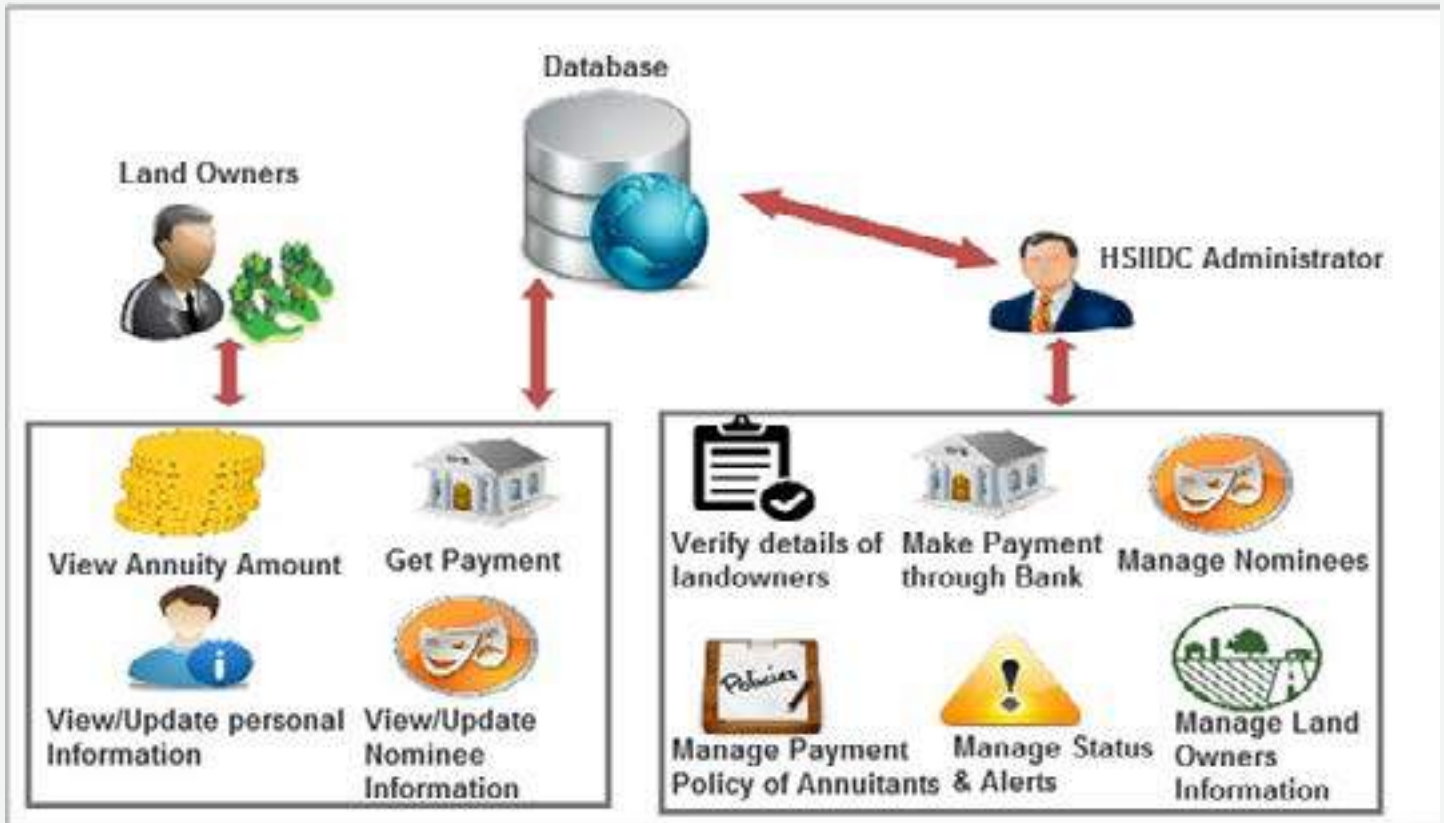 Database
Land Owners
HSIIDC Administrator
View Annuity Amount
Get Payment
View/Update personal
Information
View/Update
Nominee
Information
Verify details of
landowners
Make Payment
through Bank
Manage Nominees
Policies
Manage Payment
Policy of Annuitants
Manage Status
& Alerts
Manage Land
Owners
Information